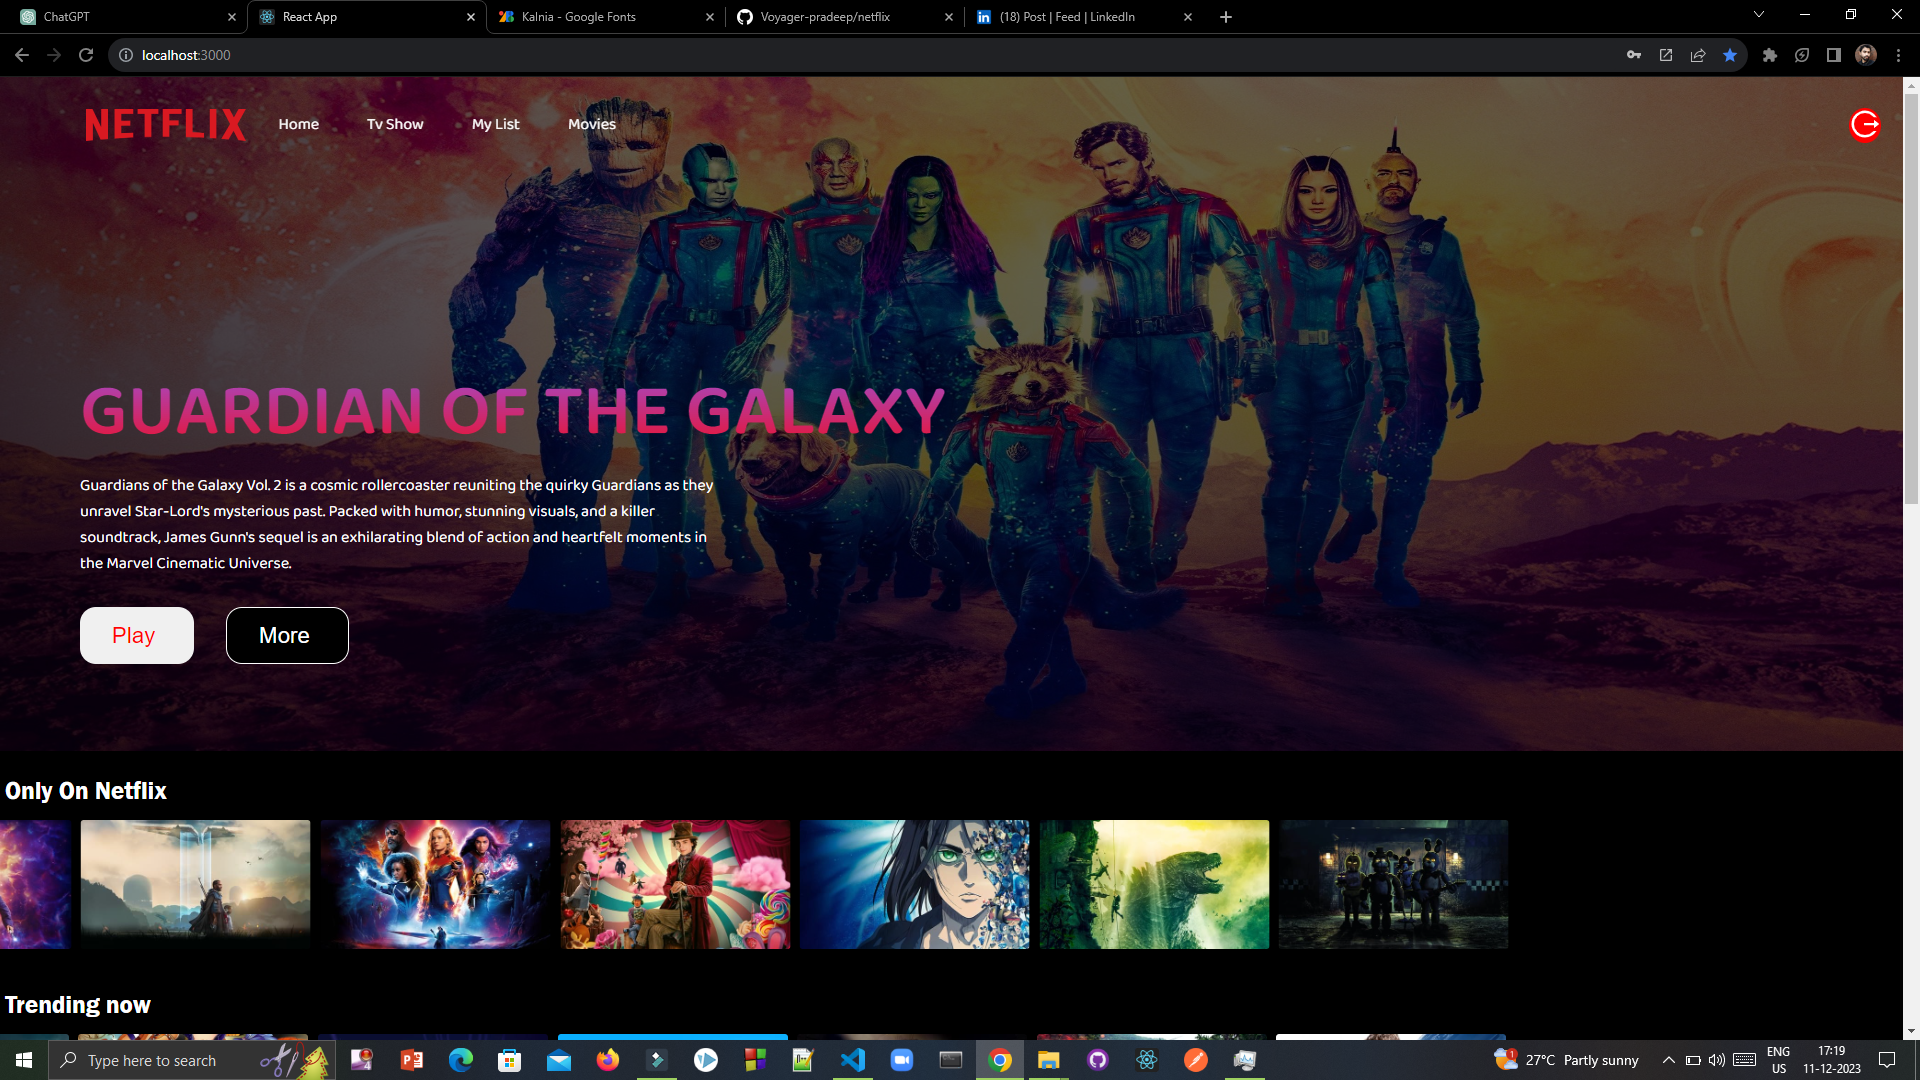 ChatGPT
React App
Kalnia - Google Fonts
Voyager-pradeep/netflix
(18) Post | Feed | LinkedIn
localhost:3000
NETFLIX
Home
Tv Show
My List
Movies
GUARDIAN OF THE GALAXY
Guardians of the Galaxy Vol. 2 is a cosmic rollercoaster reuniting the quirky Guardians as they
unravel Star-Lord's mysterious past. Packed with humor, stunning visuals, and a killer
soundtrack, James Gunn's sequel is an exhilarating blend of action and heartfelt moments in
the Marvel Cinematic Universe.
Play
More
Only On Netflix
Trending now
Type here to search
1
27°C Partly sunny
ENG
US
17:19
11-12-2023